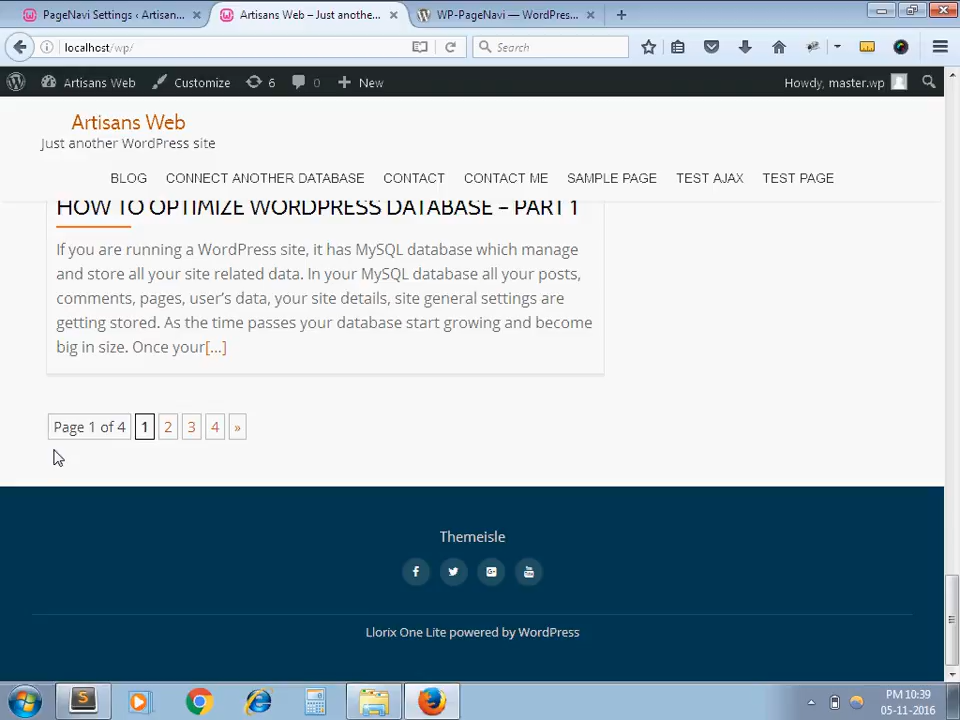 PageNavi Settings ‹ Artisan...
Artisans Web – Just anothe...
WP-PageNavi — WordPres...
localhost/wp/
Search
Artisans Web
Customize
6
0
New
Howdy, master.wp
Artisans Web
Just another WordPress site
BLOG
CONNECT ANOTHER DATABASE
CONTACT
CONTACT ME
SAMPLE PAGE
TEST AJAX
TEST PAGE
HOW TO OPTIMIZE WORDPRESS DATABASE – PART 1
If you are running a WordPress site, it has MySQL database which manage
and store all your site related data. In your MySQL database all your posts,
comments, pages, user's data, your site details, site general settings are
getting stored. As the time passes your database start growing and become
big in size. Once your[...]
Page 1 of 4 1 2 3 4 »
Themeisle
Llorix One Lite powered by WordPress
PM 10:39
05-11-2016